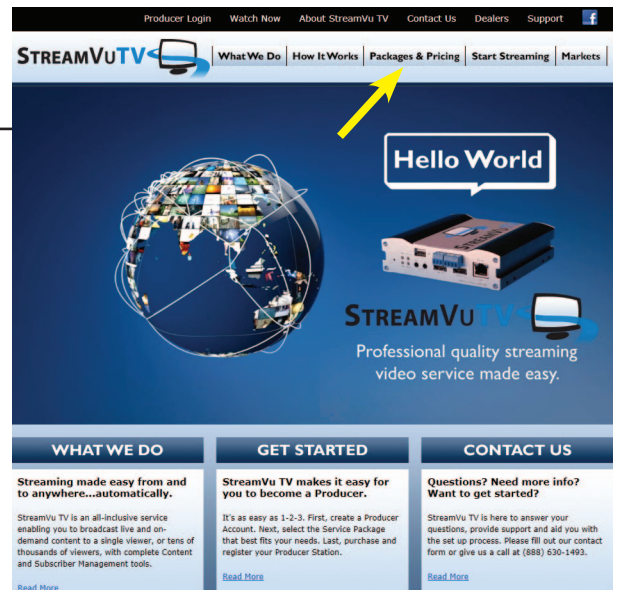 Producer Login Watch Now About StreamVu TV Contact Us Dealers Support f
STREAMVUTV
What We Do How It Works Packages & Pricing Start Streaming Markets
Hello World
STREAMVU
STREAMVUTV
Professional quality streaming
video service made easy.
WHAT WE DO
Streaming made easy from and
to anywhere...automatically.
StreamVu TV is an all-inclusive service
enabling you to broadcast live and on-
demand content to a single viewer, or tens of
thousands of viewers, with complete Content
and Subscriber Management tools.
Read More
GET STARTED
StreamVu TV makes it easy for
you to become a Producer.
It's as easy as 1-2-3. First, create a Producer
Account. Next, select the Service Package
that best fits your needs. Last, purchase and
register your Producer Station.
Read More
CONTACT US
Questions? Need more info?
Want to get started?
StreamVu TV is here to answer your
questions, provide support and aid you with
the set up process. Please fill out our contact
form or give us a call at (888) 630-1493.
Read More